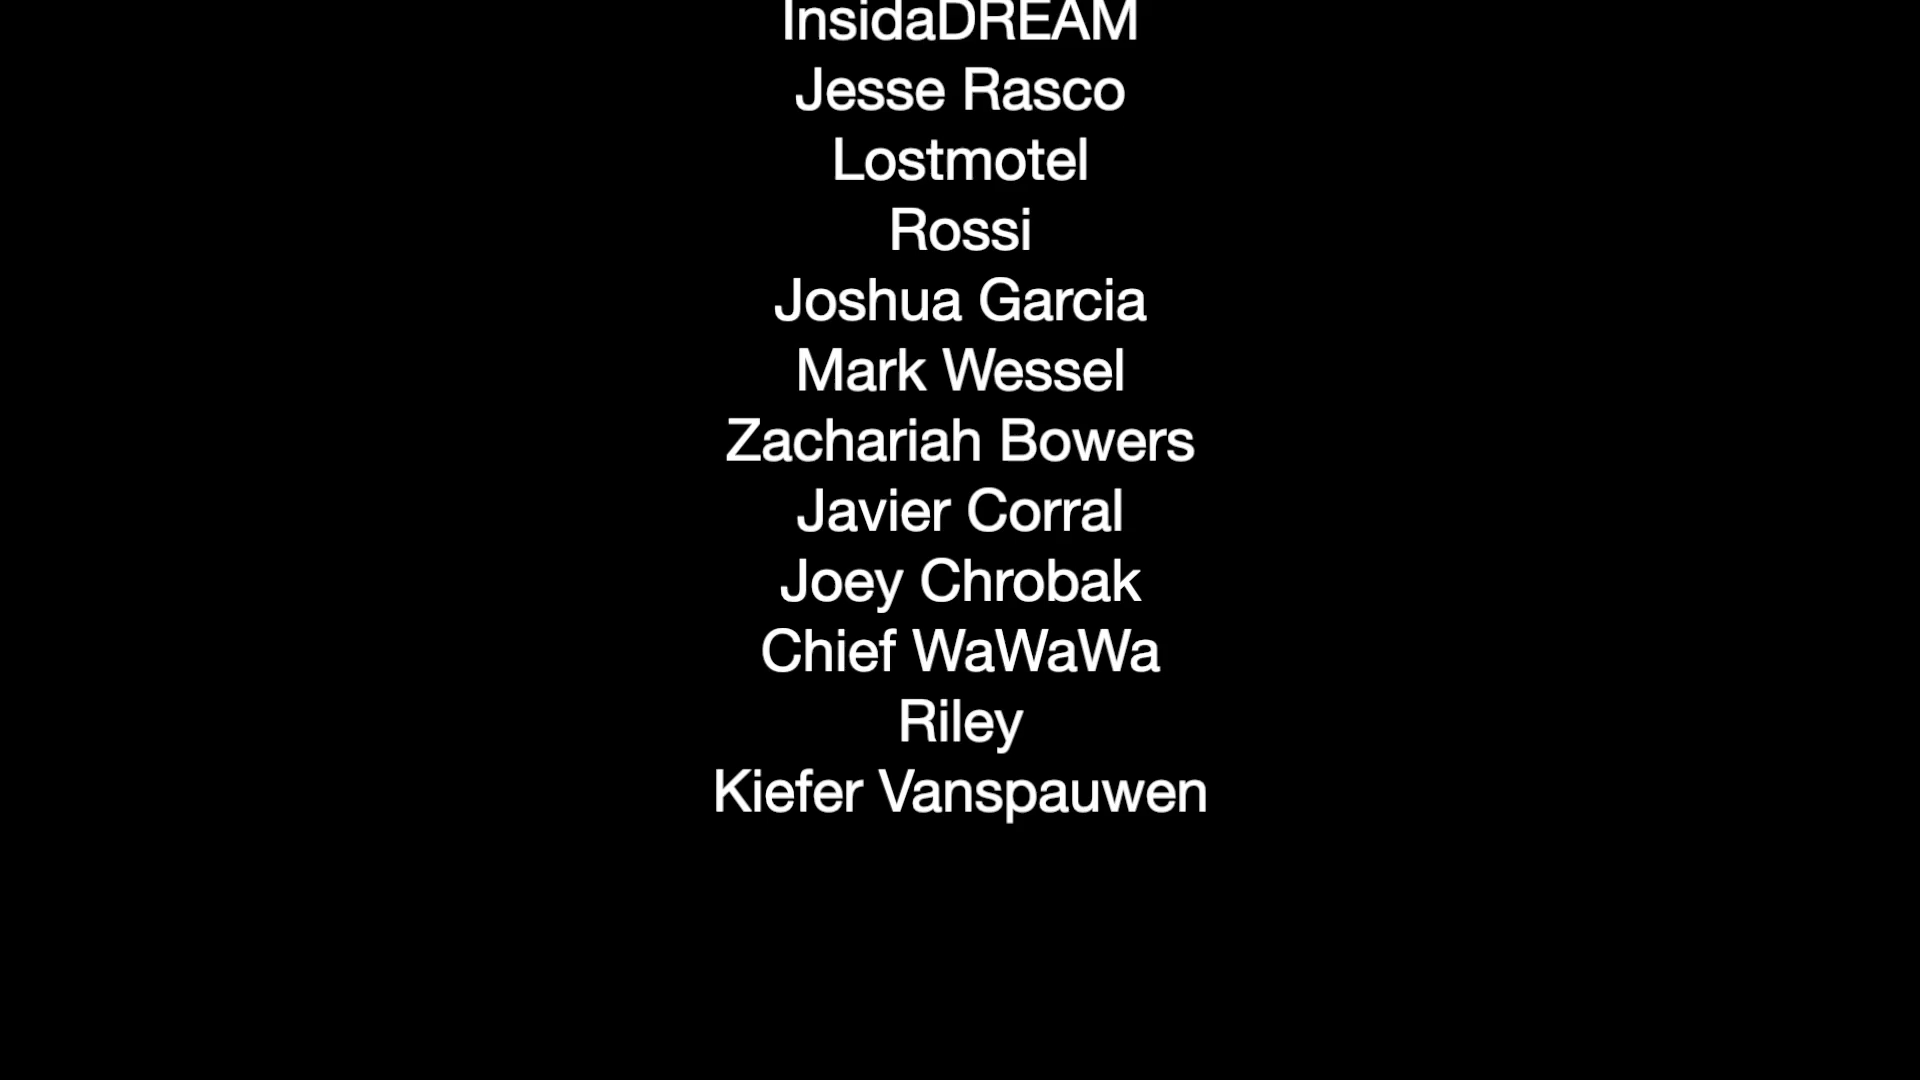 InsidaDREAM
Jesse Rasco
Lostmotel
Rossi
Joshua Garcia
Mark Wessel
Zachariah Bowers
Javier Corral
Joey Chrobak
Chief WaWaWa
Riley
Kiefer Vanspauwen